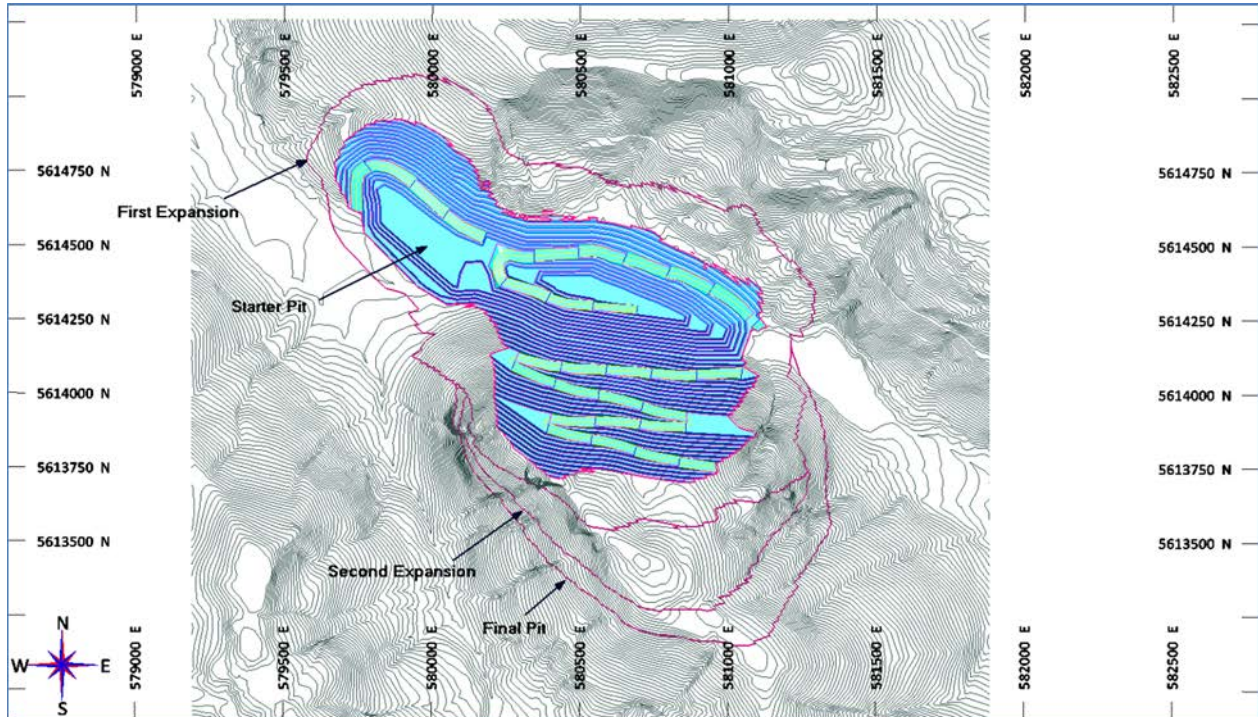 579000 E
579500 E
580000 E
580500 E
581000 E
581500 E
582000 E
582500 E
5614750 N
5614750 N
First Expansion
5614500 N
5614500 N
Starter Pit
5614250 N
5614250 N
5614000 N
5614000 N
5613750 N
5613750 N
5613500 N
5613500 N
Second Expansion
Final Pit
N
W
E
S
579000 E
579500 E
580000 E
580500 E
581000 E
581500 E
582000 E
582500 E